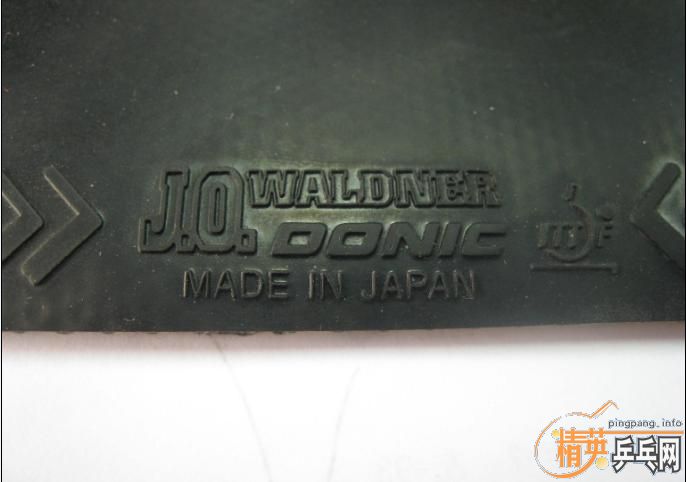 J.O. WALDNER
DONIC
ITTF
MADE IN JAPAN
pingpang.info
精英乒乓网